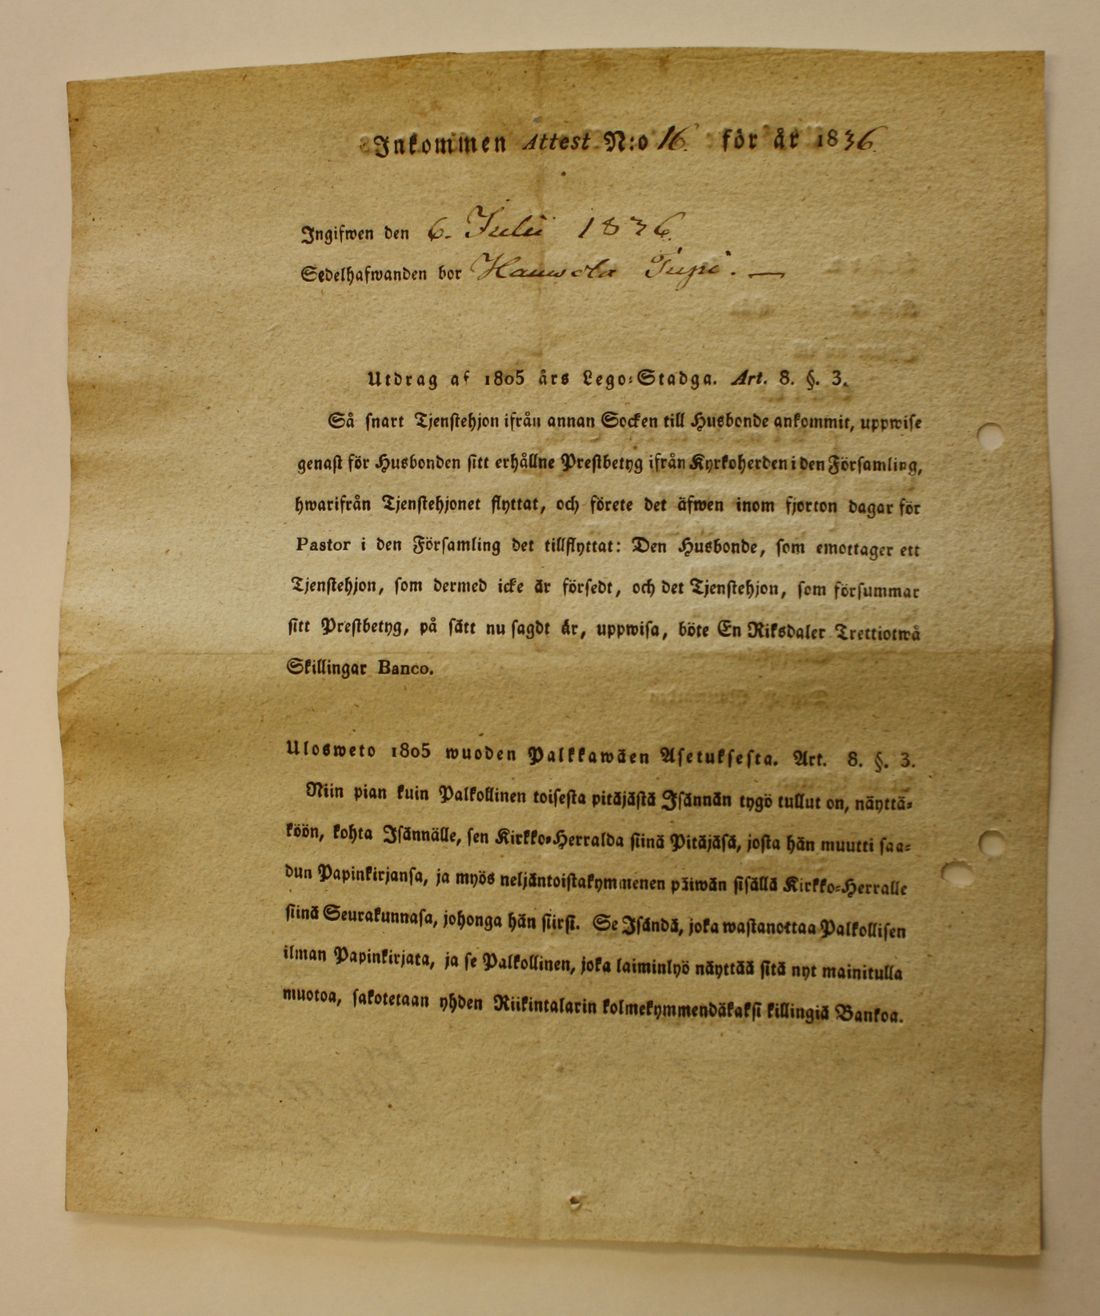 Inkommen Attest N:o 16. för år 1836.
Ingifwen den 6. Julii 1836.
Sedelhafwanden bor
Utdrag af 1805 års Lego-Stadga. Art. 8. §. 3.
Så snart Tjenstehjon ifrån annan Socken till Husbonde ankommit, uppwise
genast för Husbonden sitt erhållne Prestbetyg ifrån Kyrkoherden i den Församling,
hwarifrån Tjenstehjonet flyttat, och förete det äfwen inom fjorton dagar för
Pastor i den Församling det tillflyttat: Den Husbonde, som emottager ett
Tjenstehjon, som dermed icke är försedt, och det Tjenstehjon, som försummar
sitt Prestbetyg, på sätt nu sagdt är, uppwisa, böte En Riksdaler Trettiotwå
Skillingar Banco.
Ulosweto 1805 wuoden Palkkawäen Asetuksesta. Art. 8. §. 3.
Niin pian kuin Palkollinen toisesta pitäjästä Isännän tygö tullut on, näyttä-
köön, kohta Isännälle, sen Kirkko-Herralda siinä Pitäjäsä, josta hän muutti saa-
dun Papinkirjansa, ja myös neljäntoistakymmenen päiwän sisällä Kirkko-Herralle
siinä Seurakunnasa, johonga hän siirsi. Se Isändä, joka wastanottaa Palkollisen
ilman Papinkirjata, ja se Palkollinen, joka laiminlyö näyttää sitä nyt mainitulla
muotoa, sakotetaan yhden Riikintalarin kolmekymmendäkaksi killingiä Bankoa.